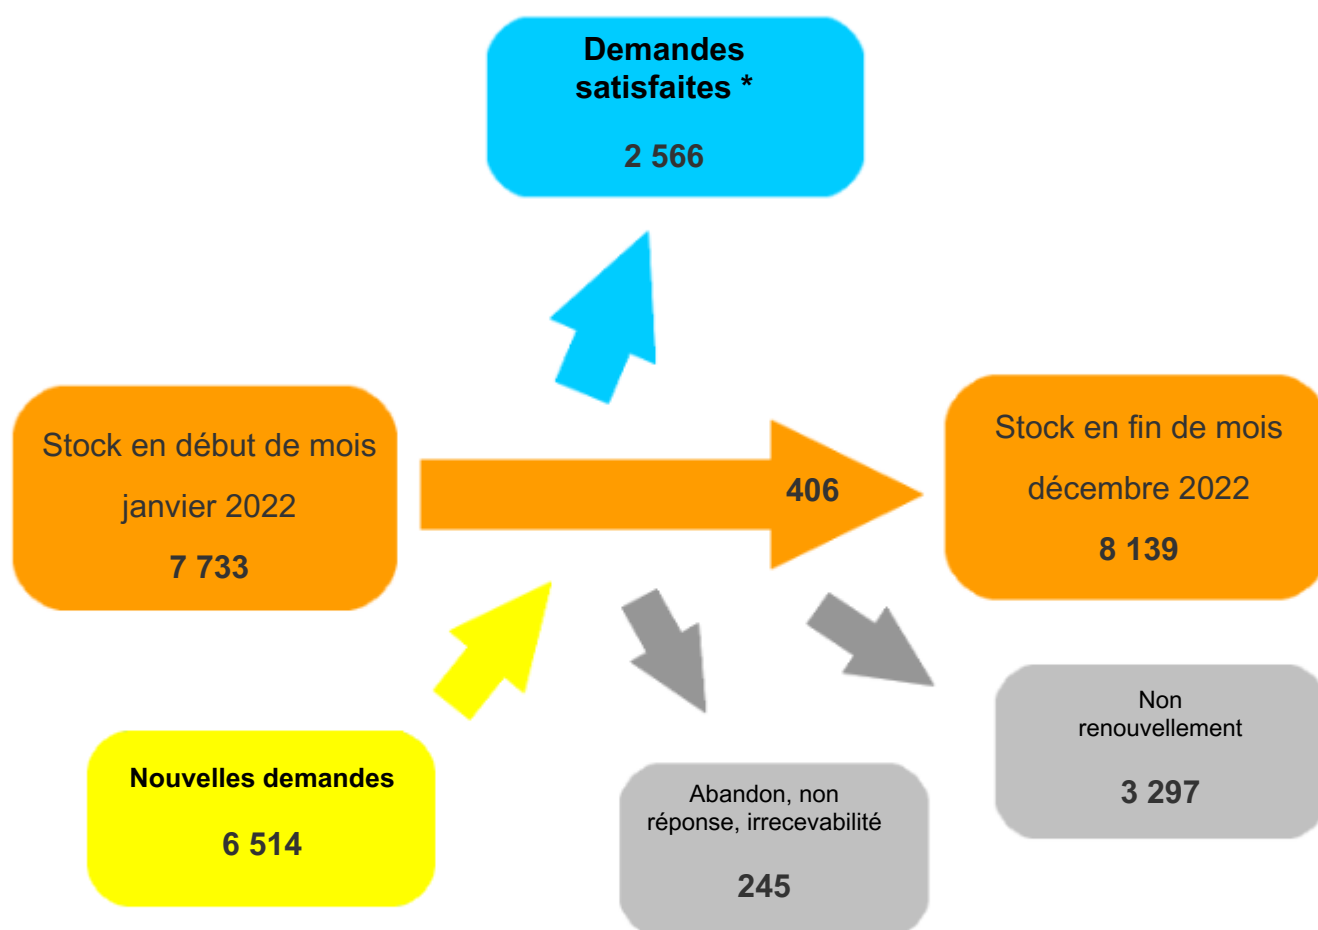 Demandes
satisfaites *
2 566
Stock en début de mois
janvier 2022
7 733
406
Stock en fin de mois
décembre 2022
8 139
Nouvelles demandes
6 514
Abandon, non
réponse, irrecevabilité
245
Non
renouvellement
3 297